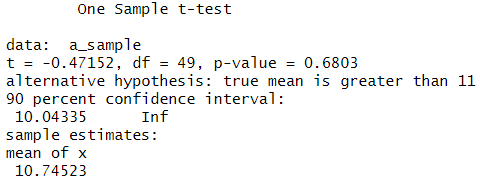 One Sample t-test
data:  a_sample
t = -0.47152, df = 49, p-value = 0.6803
alternative hypothesis: true mean is greater than 11
90 percent confidence interval:
 10.04335      Inf
sample estimates:
mean of x
 10.74523